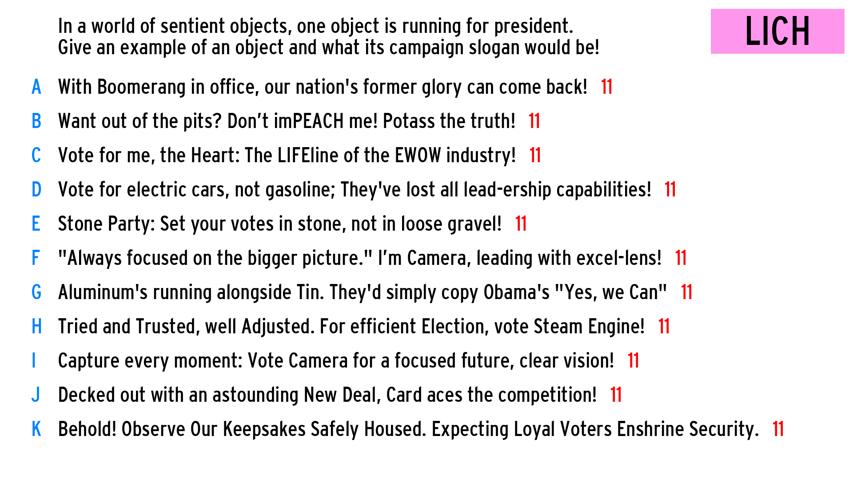 In a world of sentient objects, one object is running for president.
Give an example of an object and what its campaign slogan would be!
LICH
A With Boomerang in office, our nation's former glory can come back! 11
B Want out of the pits? Don't imPEACH me! Potass the truth! 11
C Vote for me, the Heart: The LIFEline of the EWOW industry! 11
D Vote for electric cars, not gasoline; They've lost all lead-ership capabilities! 11
E Stone Party: Set your votes in stone, not in loose gravel! 11
F "Always focused on the bigger picture." I'm Camera, leading with excel-lens! 11
G Aluminum's running alongside Tin. They'd simply copy Obama's "Yes, we Can" 11
H Tried and Trusted, well Adjusted. For efficient Election, vote Steam Engine! 11
I Capture every moment: Vote Camera for a focused future, clear vision! 11
J Decked out with an astounding New Deal, Card aces the competition! 11
K Behold! Observe Our Keepsakes Safely Housed. Expecting Loyal Voters Enshrine Security. 11